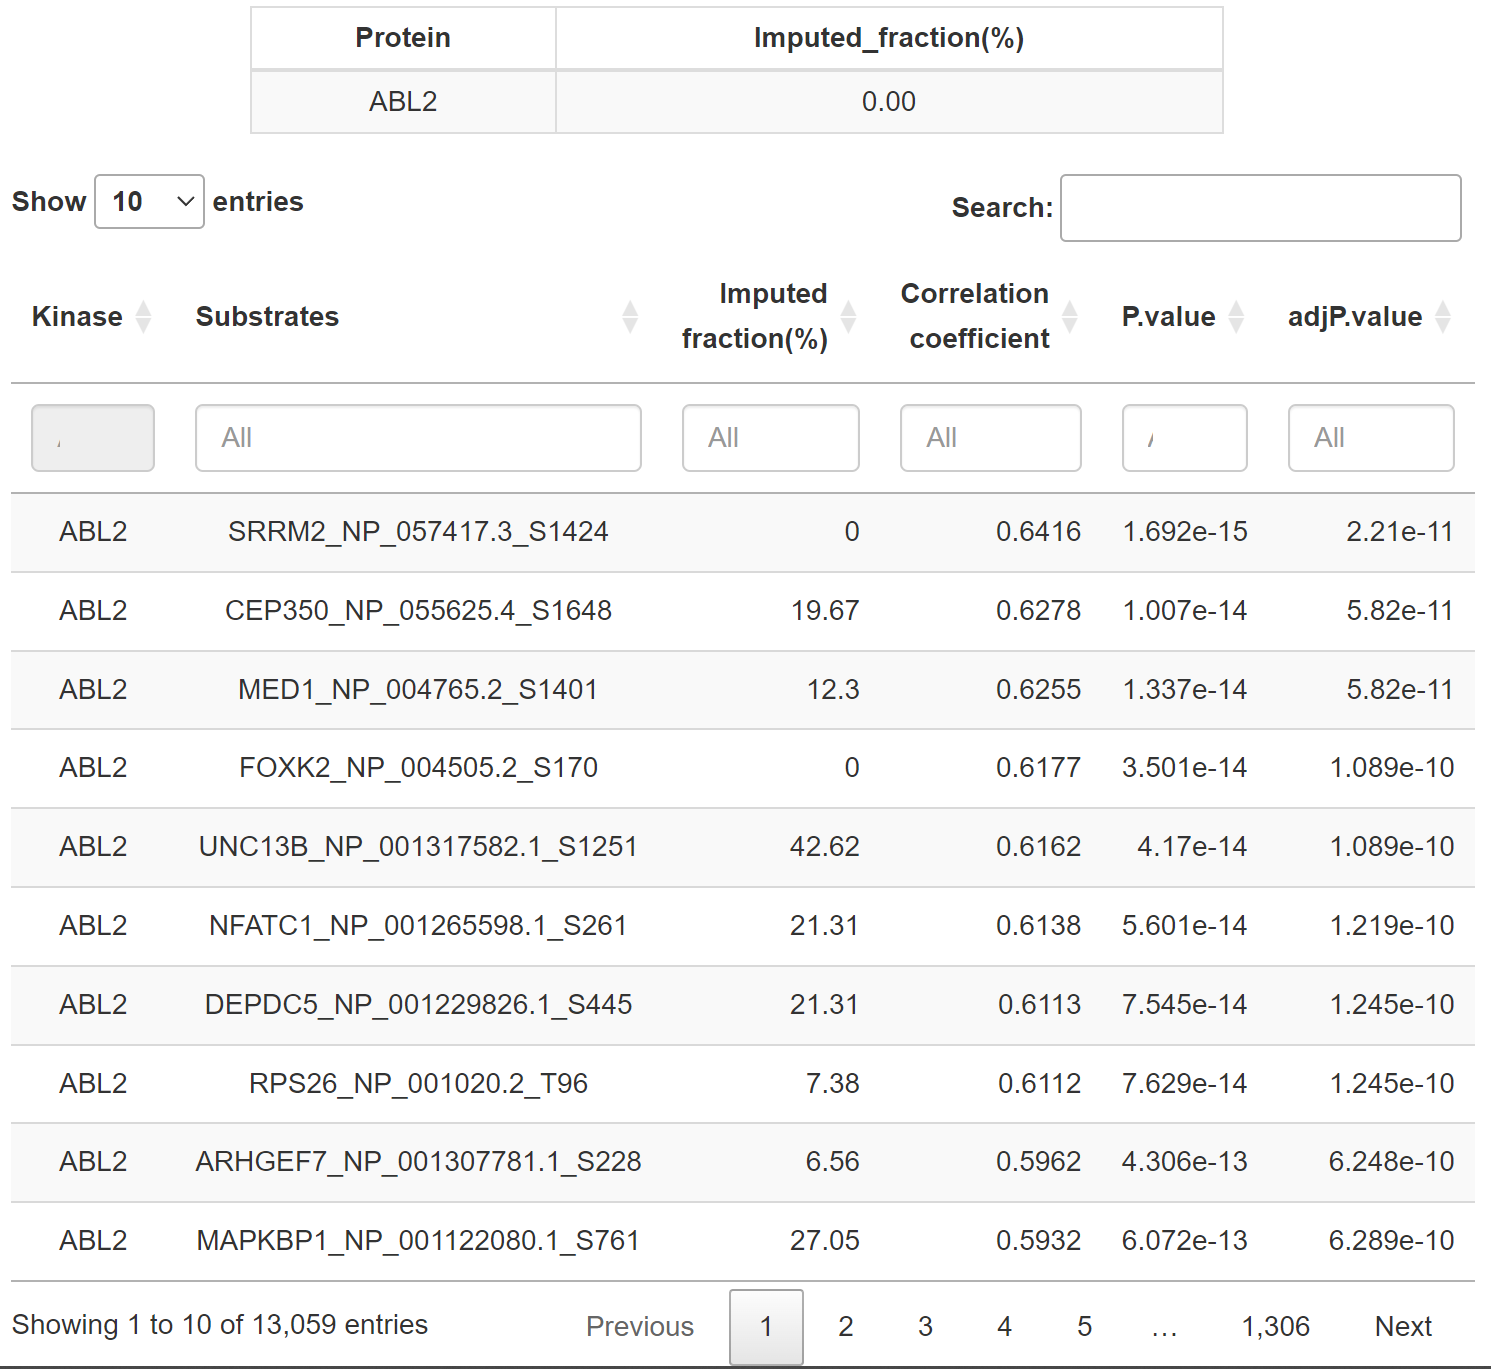 Protein Imputed_fraction(%)
ABL2 0.00
Show 10 entries Search:
Kinase Substrates Imputed fraction(%) Correlation coefficient P.value adjP.value
All All All All
ABL2 SRRM2_NP_057417.3_S1424 0 0.6416 1.692e-15 2.21e-11
ABL2 CEP350_NP_055625.4_S1648 19.67 0.6278 1.007e-14 5.82e-11
ABL2 MED1_NP_004765.2_S1401 12.3 0.6255 1.337e-14 5.82e-11
ABL2 FOXK2_NP_004505.2_S170 0 0.6177 3.501e-14 1.089e-10
ABL2 UNC13B_NP_001317582.1_S1251 42.62 0.6162 4.17e-14 1.089e-10
ABL2 NFATC1_NP_001265598.1_S261 21.31 0.6138 5.601e-14 1.219e-10
ABL2 DEPDC5_NP_001229826.1_S445 21.31 0.6113 7.545e-14 1.245e-10
ABL2 RPS26_NP_001020.2_T96 7.38 0.6112 7.629e-14 1.245e-10
ABL2 ARHGEF7_NP_001307781.1_S228 6.56 0.5962 4.306e-13 6.248e-10
ABL2 MAPKBP1_NP_001122080.1_S761 27.05 0.5932 6.072e-13 6.289e-10
Showing 1 to 10 of 13,059 entries Previous 1 2 3 4 5 … 1,306 Next